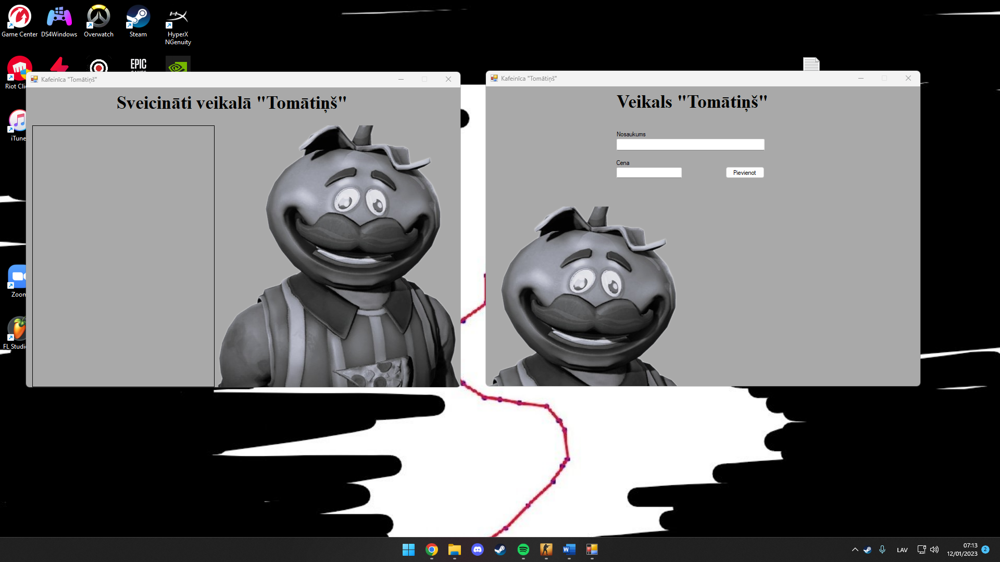 Game Center
DS4Windows
Overwatch
Steam
HyperX
NGenuity
EPIC
Riot Cli
iTune
Zoom
FL Studi
Kafeinīca "Tomātiņš"
Sveicināti veikalā "Tomātiņš"
Kafeinīca "Tomātiņš"
Veikals "Tomātiņš"
Nosaukums
Cena
Pievienot
LAV
07:13
12/01/2023
2